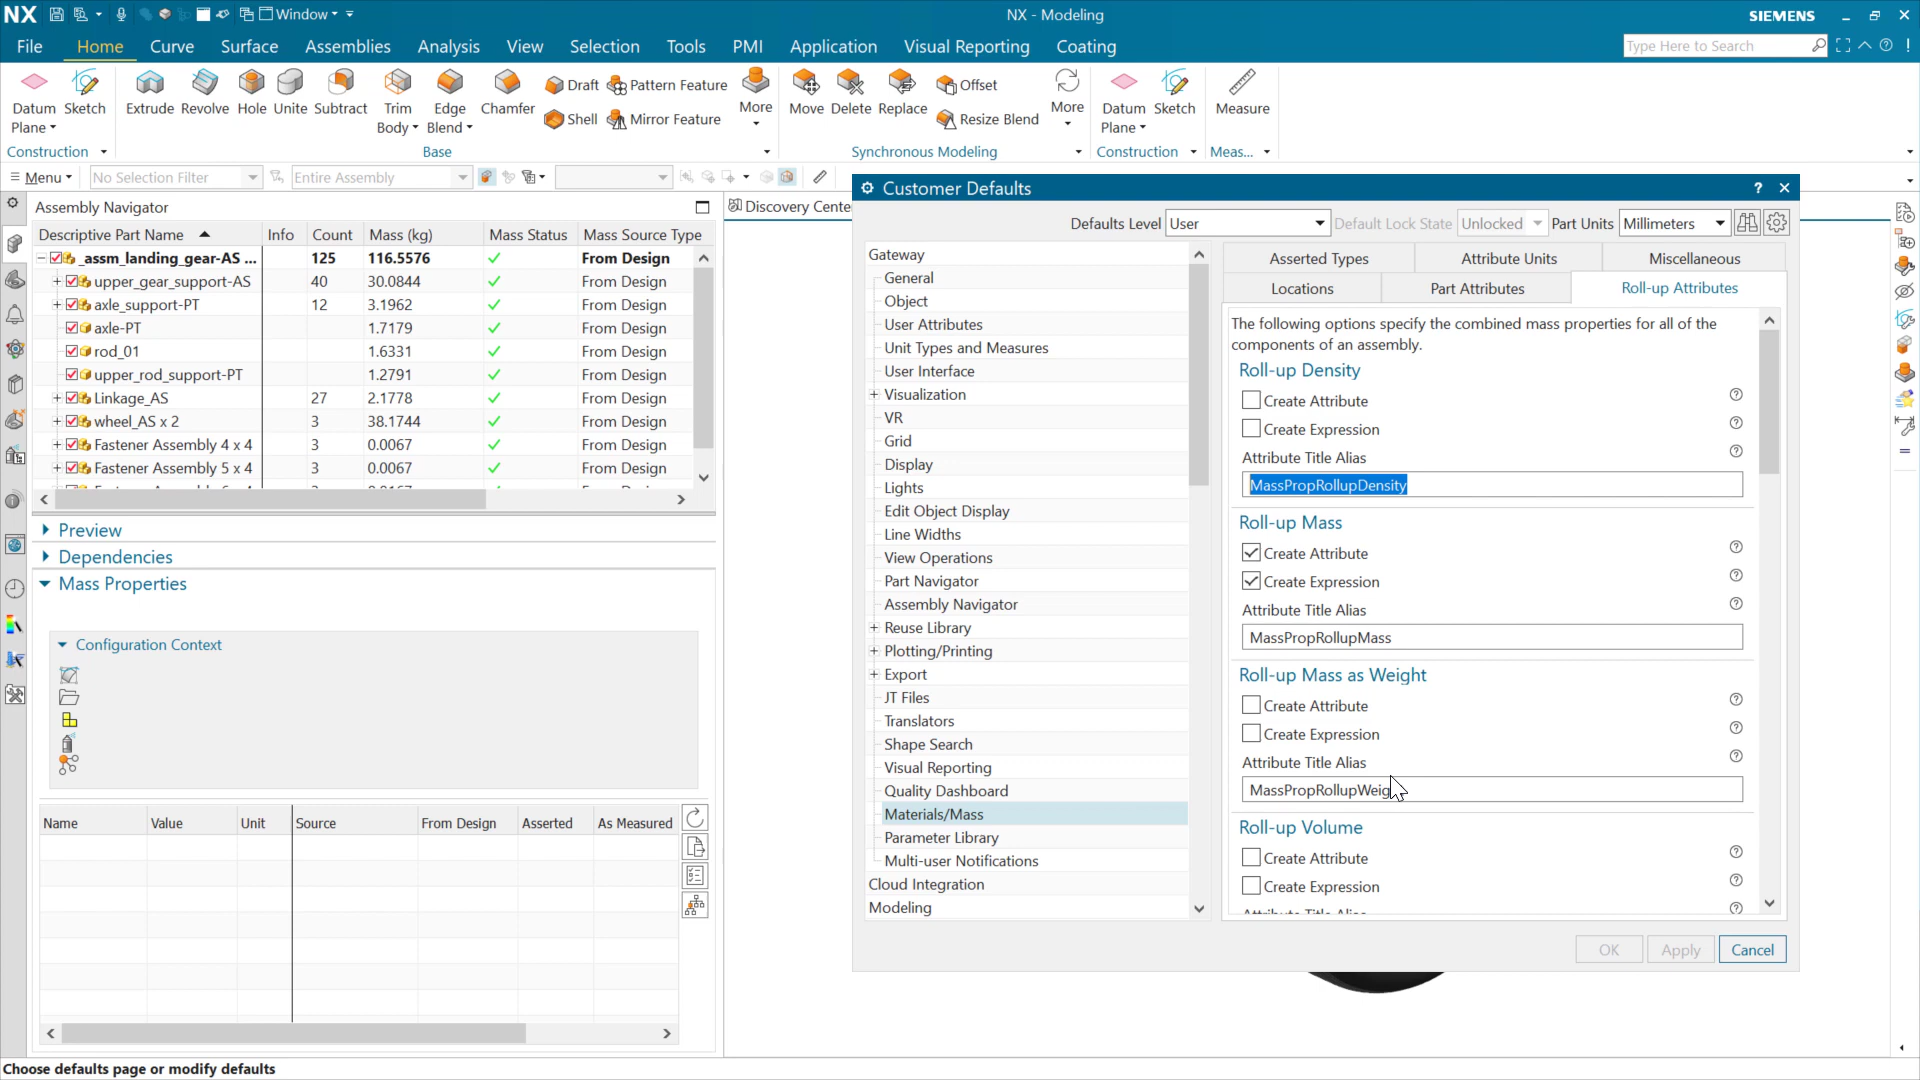 NX
Window
NX - Modeling
SIEMENS
File
Home
Curve
Surface
Assemblies
Analysis
View
Selection
Tools
PMI
Application
Visual Reporting
Coating
Type Here to Search
Datum Plane
Sketch
Extrude
Revolve
Hole
Unite
Subtract
Trim Body
Edge Blend
Chamfer
Draft
Shell
Pattern Feature
Mirror Feature
More
Move
Delete
Replace
Offset
Resize Blend
More
Datum Plane
Sketch
Measure
Construction
Base
Synchronous Modeling
Construction
Meas...
Menu
No Selection Filter
Entire Assembly
Assembly Navigator
Discovery Cente
Descriptive Part Name Info Count Mass (kg) Mass Status Mass Source Type
_assm_landing_gear-AS ... 125 116.5576 From Design
upper_gear_support-AS 40 30.0844 From Design
axle_support-PT 12 3.1962 From Design
axle-PT 1.7179 From Design
rod_01 1.6331 From Design
upper_rod_support-PT 1.2791 From Design
Linkage_AS 27 2.1778 From Design
wheel_AS x 2 3 38.1744 From Design
Fastener Assembly 4 x 4 3 0.0067 From Design
Fastener Assembly 5 x 4 3 0.0067 From Design
Preview
Dependencies
Mass Properties
Configuration Context
Name Value Unit Source From Design Asserted As Measured
Choose defaults page or modify defaults
Customer Defaults
?
Defaults Level User Default Lock State Unlocked Part Units Millimeters
Gateway
General
Object
User Attributes
Unit Types and Measures
User Interface
Visualization
VR
Grid
Display
Lights
Edit Object Display
Line Widths
View Operations
Part Navigator
Assembly Navigator
Reuse Library
Plotting/Printing
Export
JT Files
Translators
Shape Search
Visual Reporting
Quality Dashboard
Materials/Mass
Parameter Library
Multi-user Notifications
Cloud Integration
Modeling
Asserted Types
Attribute Units
Miscellaneous
Locations
Part Attributes
Roll-up Attributes
The following options specify the combined mass properties for all of the
components of an assembly.
Roll-up Density
Create Attribute
Create Expression
Attribute Title Alias
MassPropRollupDensity
Roll-up Mass
Create Attribute
Create Expression
Attribute Title Alias
MassPropRollupMass
Roll-up Mass as Weight
Create Attribute
Create Expression
Attribute Title Alias
MassPropRollupWeig
Roll-up Volume
Create Attribute
Create Expression
Attribute Title Alias
OK
Apply
Cancel